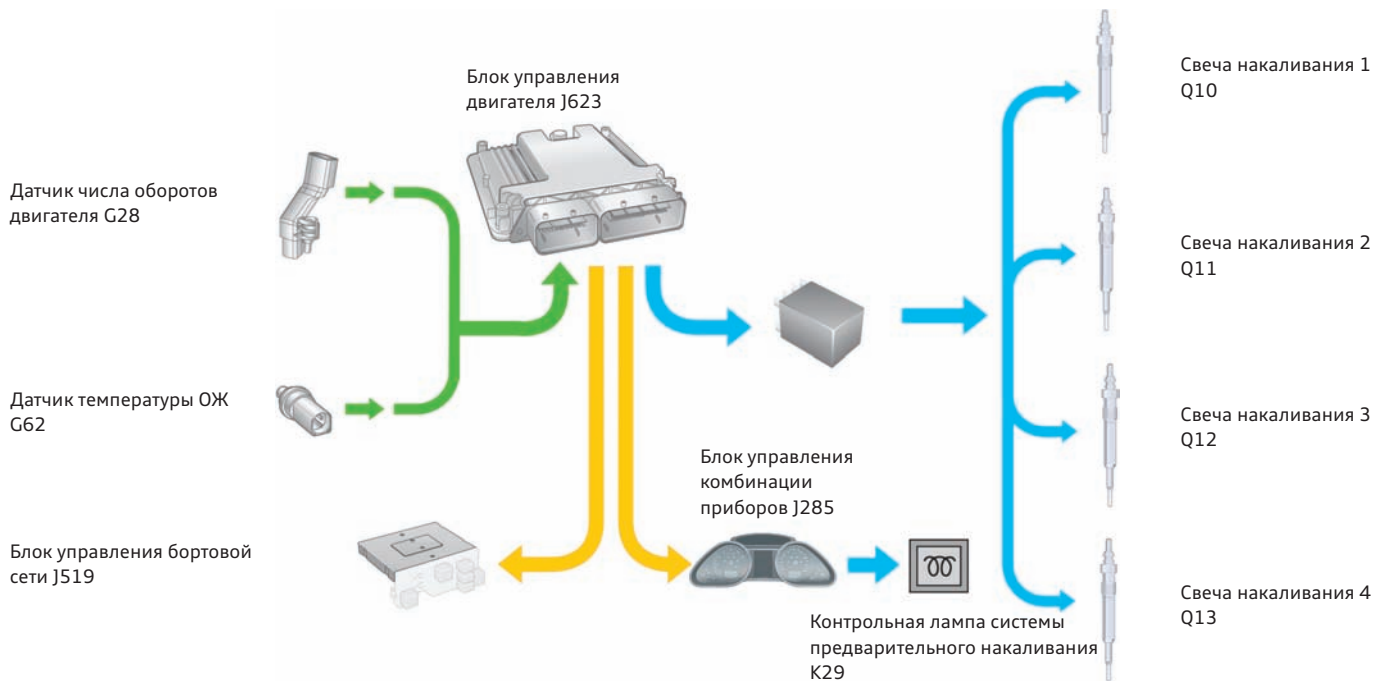 Блок управления
двигателя J623
Свеча накаливания 1
Q10
Датчик числа оборотов
двигателя G28
Свеча накаливания 2
Q11
Датчик температуры ОЖ
G62
Свеча накаливания 3
Q12
Блок управления
комбинации
приборов J285
Блок управления бортовой
сети J519
Свеча накаливания 4
Q13
Контрольная лампа системы
предварительного накаливания
K29